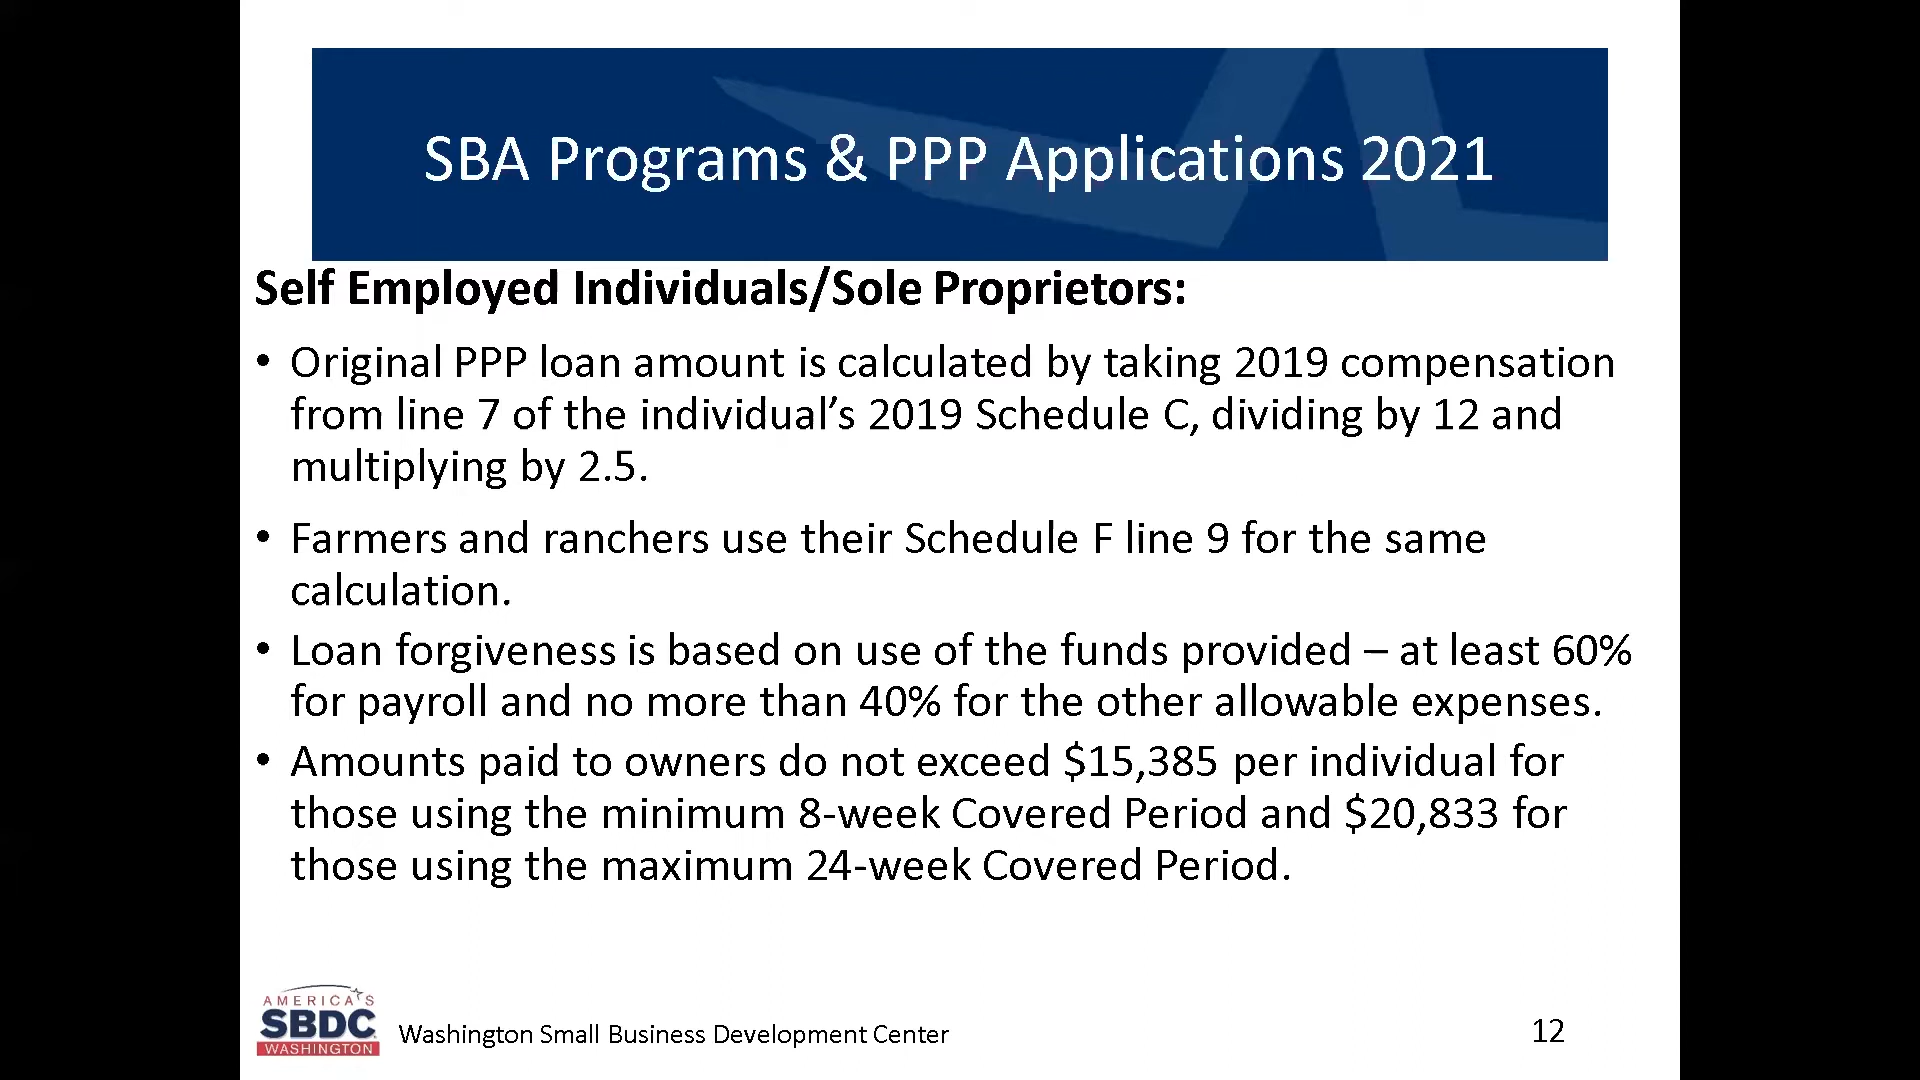 SBA Programs & PPP Applications 2021
Self Employed Individuals/Sole Proprietors:
• Original PPP loan amount is calculated by taking 2019 compensation
from line 7 of the individual’s 2019 Schedule C, dividing by 12 and
multiplying by 2.5.
• Farmers and ranchers use their Schedule F line 9 for the same
calculation.
• Loan forgiveness is based on use of the funds provided – at least 60%
for payroll and no more than 40% for the other allowable expenses.
• Amounts paid to owners do not exceed $15,385 per individual for
those using the minimum 8-week Covered Period and $20,833 for
those using the maximum 24-week Covered Period.
AMERICA'S
SBDC
WASHINGTON
Washington Small Business Development Center
12